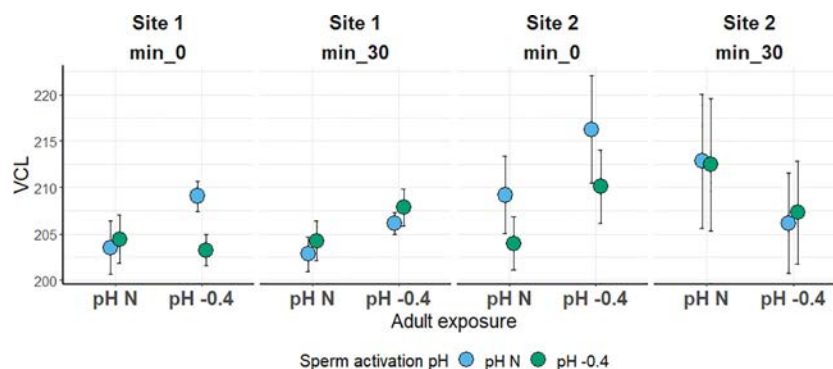 Site 1 Site 1 Site 2 Site 2
min_0 min_30 min_0 min_30
VCL
220
215
210
205
200
pH N pH -0.4 pH N pH -0.4 pH N pH -0.4 pH N pH -0.4
Adult exposure
Sperm activation pH pH N pH -0.4